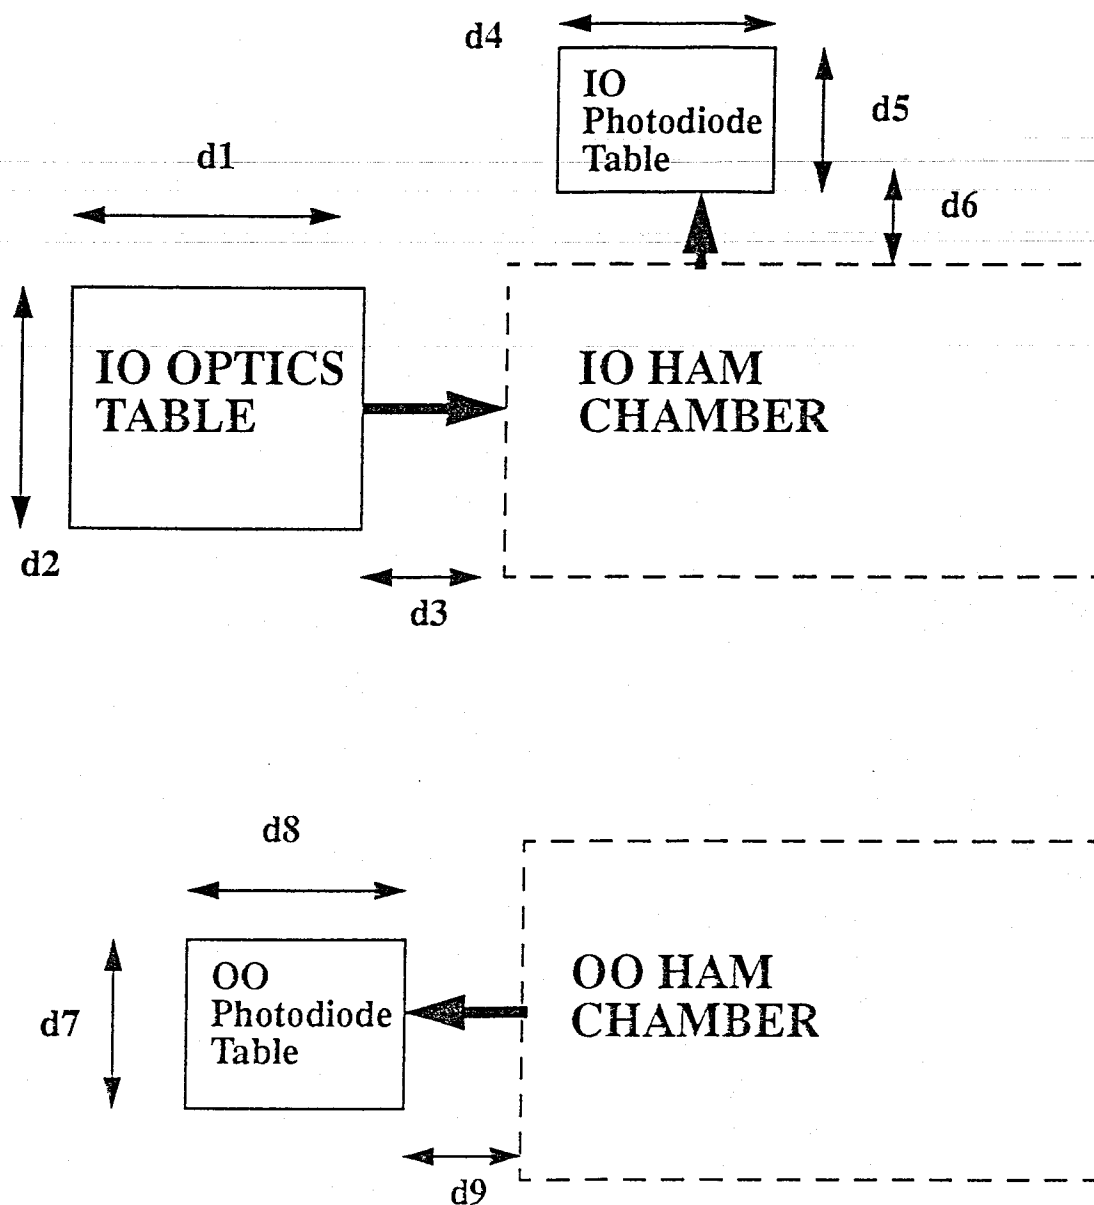 d4
IO
Photodiode
Table
d5
d1
d6
IO OPTICS
TABLE
IO HAM
CHAMBER
d2
d3
d8
OO
Photodiode
Table
d7
OO HAM
CHAMBER
d9